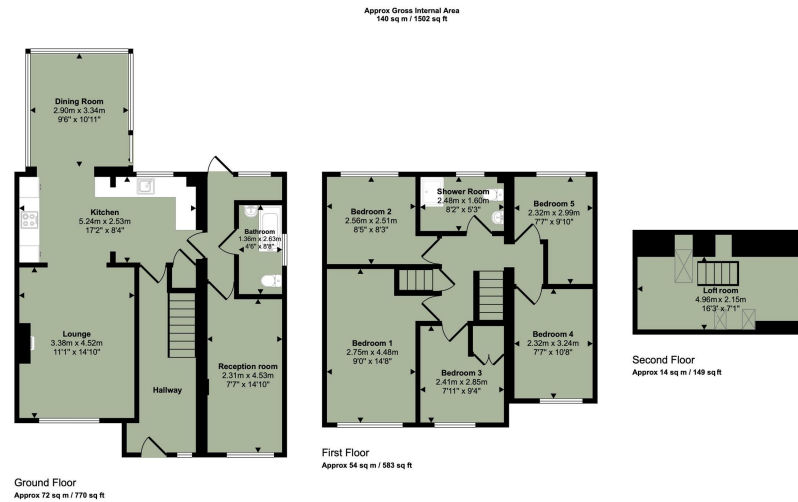 Approx Gross Internal Area
140 sq m / 1502 sq ft
Dining Room
2.90m x 3.34m
9'6" x 10'11"
Kitchen
5.24m x 2.53m
17'2" x 8'4"
Bathroom
1.36m x 2.63m
4'6" x 8'8"
Lounge
3.38m x 4.52m
11'1" x 14'10"
Reception room
2.31m x 4.53m
7'7" x 14'10"
Hallway
Ground Floor
Approx 72 sq m / 770 sq ft
Bedroom 2
2.56m x 2.51m
8'5" x 8'3"
Shower Room
2.48m x 1.60m
8'2" x 5'3"
Bedroom 5
2.32m x 2.99m
7'7" x 9'10"
Bedroom 1
2.75m x 4.48m
9'0" x 14'8"
Bedroom 3
2.41m x 2.85m
7'11" x 9'4"
Bedroom 4
2.32m x 3.24m
7'7" x 10'8"
First Floor
Approx 54 sq m / 583 sq ft
Loft room
4.96m x 2.15m
16'3" x 7'1"
Second Floor
Approx 14 sq m / 149 sq ft